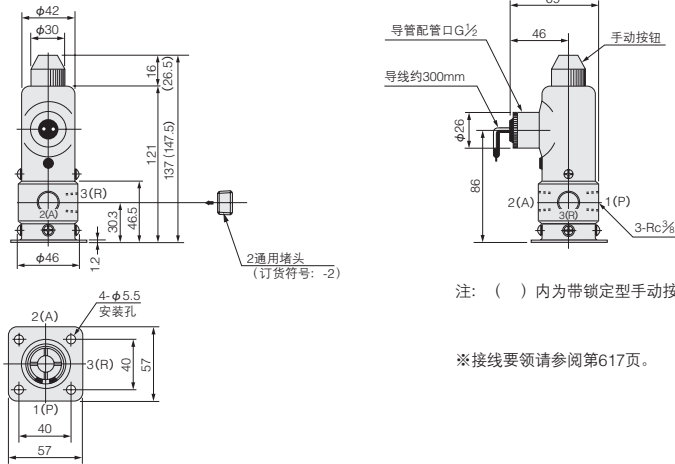 φ42
φ30
16
(26.5)
121
137 (147.5)
3(R)
2(A)
30.3
46.5
φ46
1.2
2通用堵头
(订货符号: -2)
46
导管配管口G½
手动按钮
导线约300mm
φ26
86
2(A)
1(P)
3(R)
3-Rc⅜
注: ( )内为带锁定型手动按
※接线要领请参阅第617页。
4-φ5.5
安装孔
2(A)
3(R)
1(P)
40
57
40
57